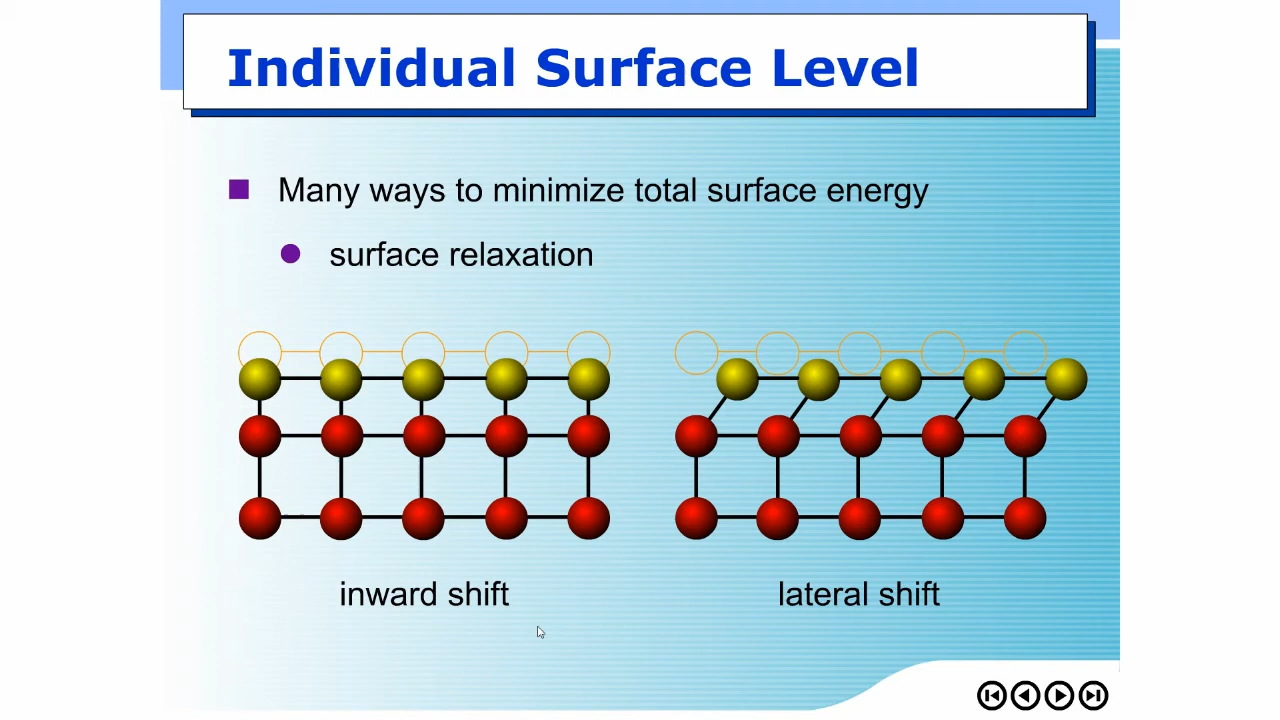 Individual Surface Level
Many ways to minimize total surface energy
surface relaxation
inward shift
lateral shift